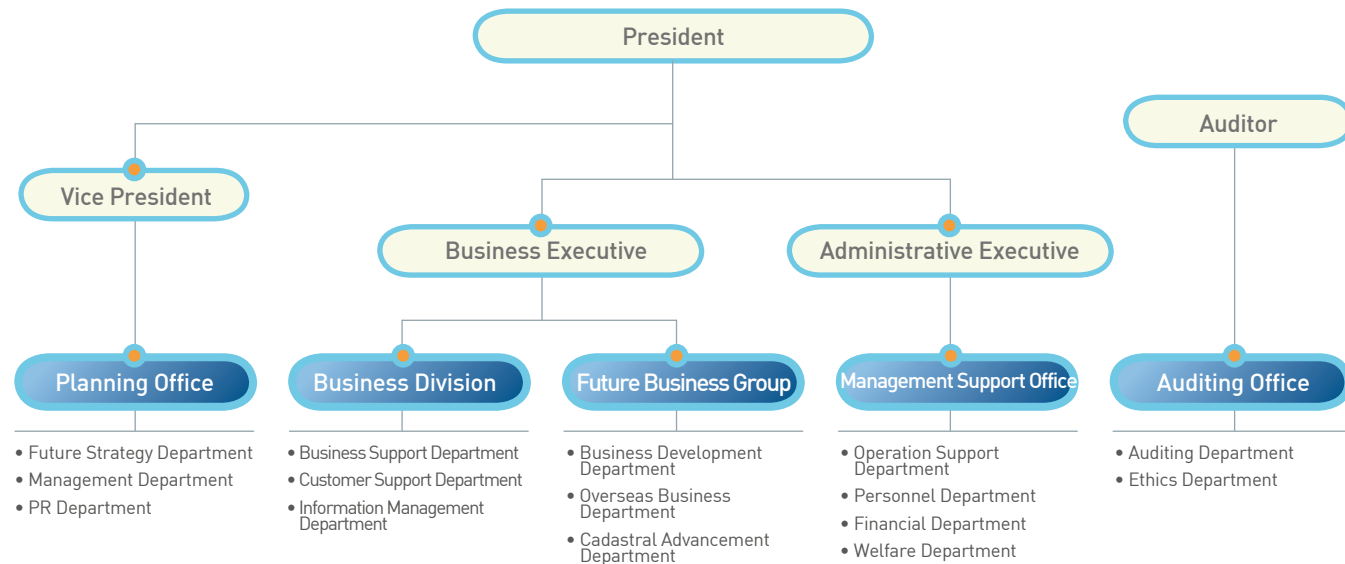 President
Auditor
Vice President
Business Executive
Administrative Executive
Planning Office
Business Division
Future Business Group
Management Support Office
Auditing Office
• Future Strategy Department
• Management Department
• PR Department
• Business Support Department
• Customer Support Department
• Information Management
Department
• Business Development
Department
• Overseas Business
Department
• Cadastral Advancement
Department
• Operation Support
Department
• Personnel Department
• Financial Department
• Welfare Department
• Auditing Department
• Ethics Department